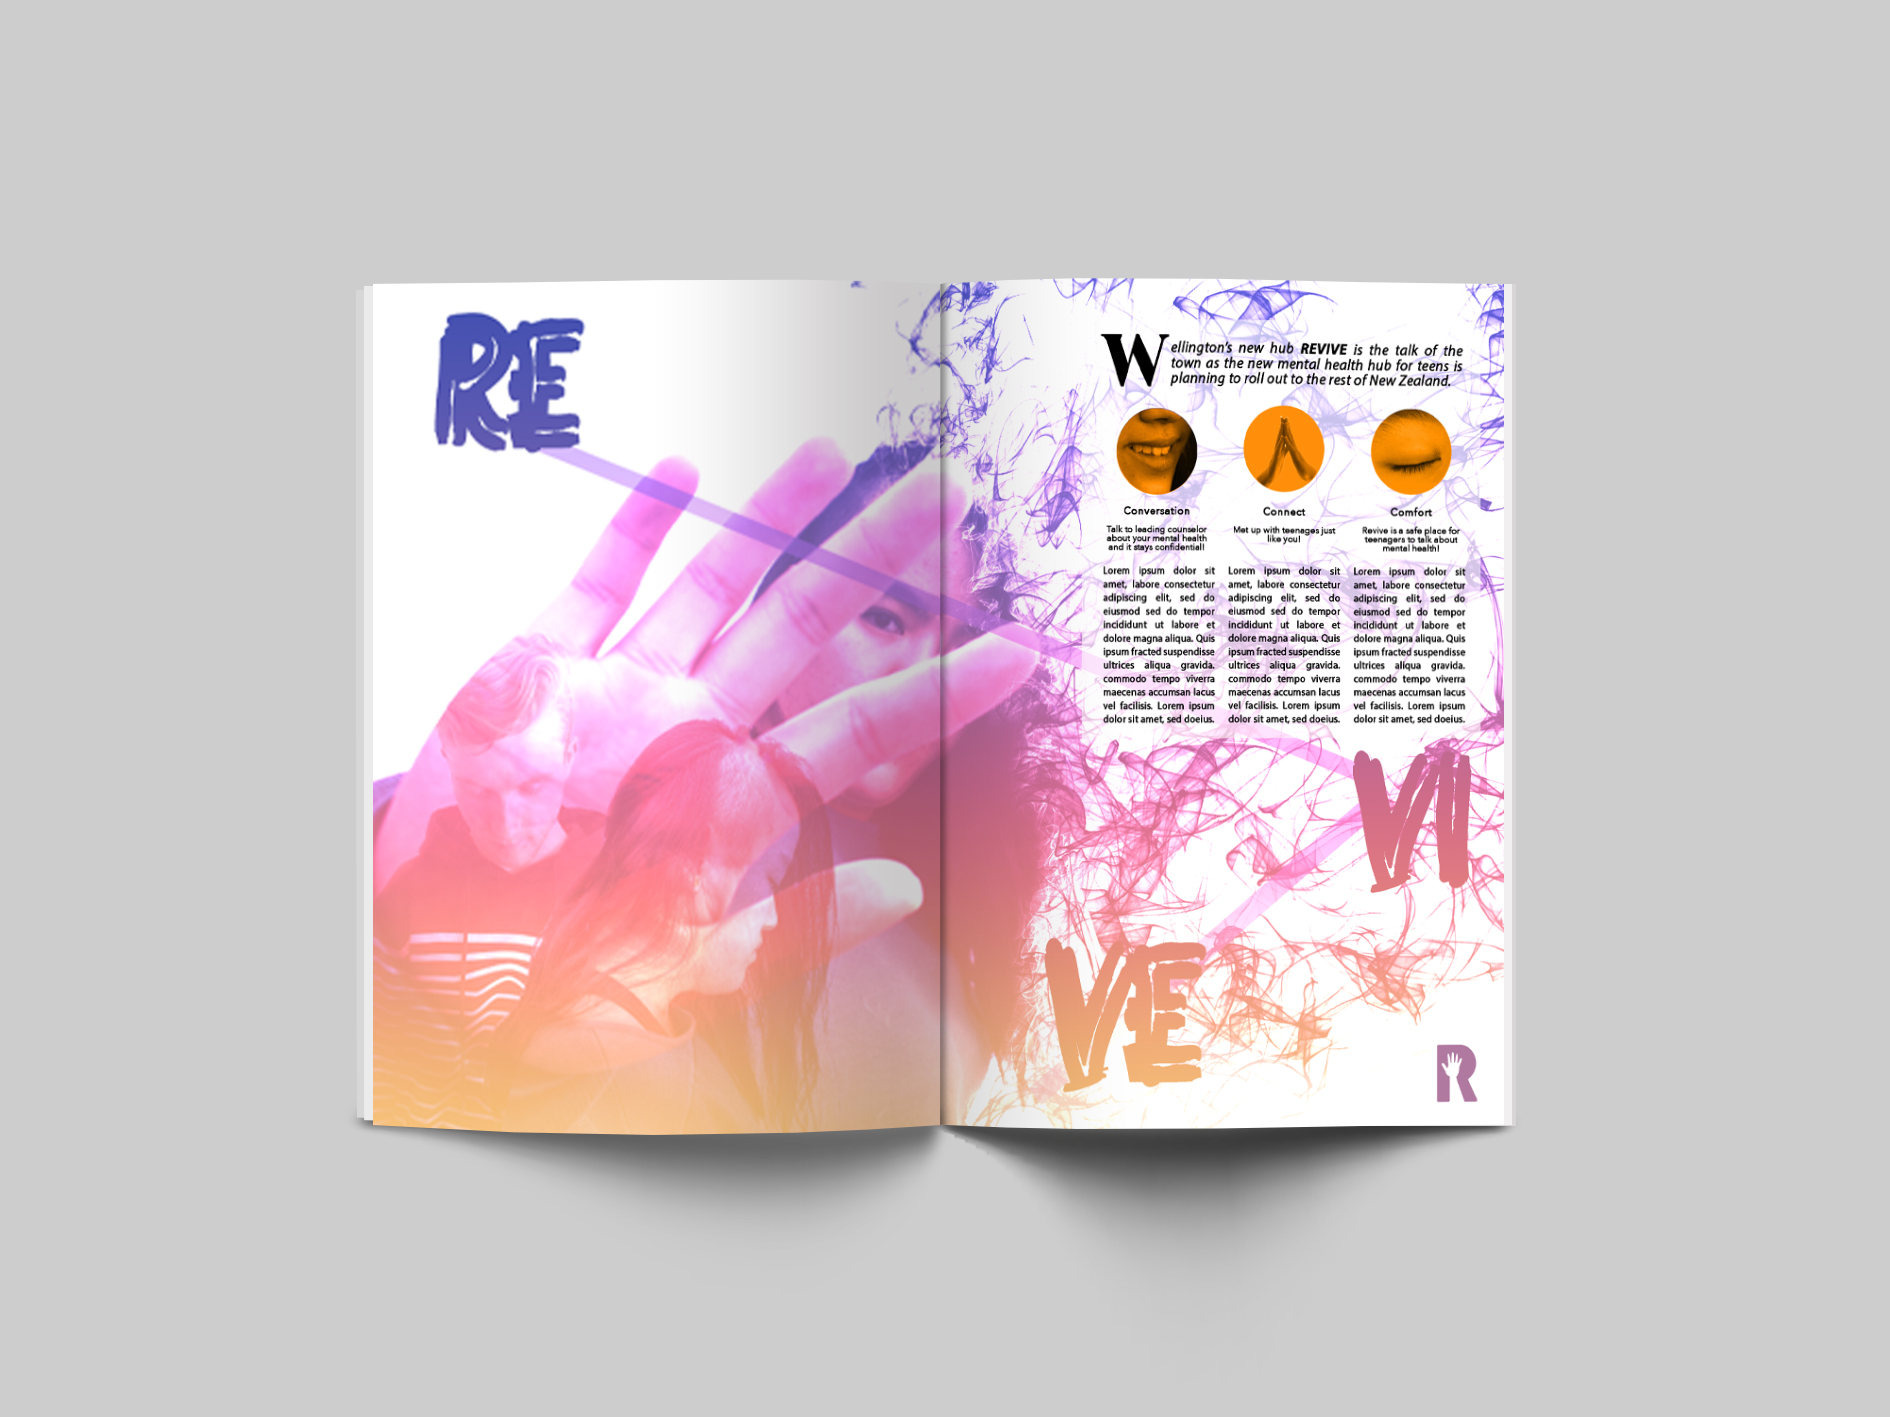 RE
Wellington's new hub REVIVE is the talk of the
town as the new mental health hub for teens is
planning to roll out to the rest of New Zealand.
Conversation
Talk to leading counselor
about your mental health
and it stays confidential!
Connect
Met up with teenages just
like you!
Comfort
Revive is a safe place for
teenagers to talk about
mental health!
Lorem ipsum dolor sit
amet, labore consectetur
adipiscing elit, sed do
eiusmod sed do tempor
incididunt ut labore et
dolore magna aliqua. Quis
ipsum fracted suspendisse
ultrices aliqua gravida.
commodo tempo viverra
maecenas accumsan lacus
vel facilisis. Lorem ipsum
dolor sit amet, sed doeius.
Lorem ipsum dolor sit
amet, labore consectetur
adipiscing elit, sed do
eiusmod sed do tempor
incididunt ut labore et
dolore magna aliqua. Quis
ipsum fracted suspendisse
ultrices aliqua gravida.
commodo tempo viverra
maecenas accumsan lacus
vel facilisis. Lorem ipsum
dolor sit amet, sed doeius.
Lorem ipsum dolor sit
amet, labore consectetur
adipiscing elit, sed do
eiusmod sed do tempor
incididunt ut labore et
dolore magna aliqua. Quis
ipsum fracted suspendisse
ultrices aliqua gravida.
commodo tempo viverra
maecenas accumsan lacus
vel facilisis. Lorem ipsum
dolor sit amet, sed doeius.
VI
VE
R